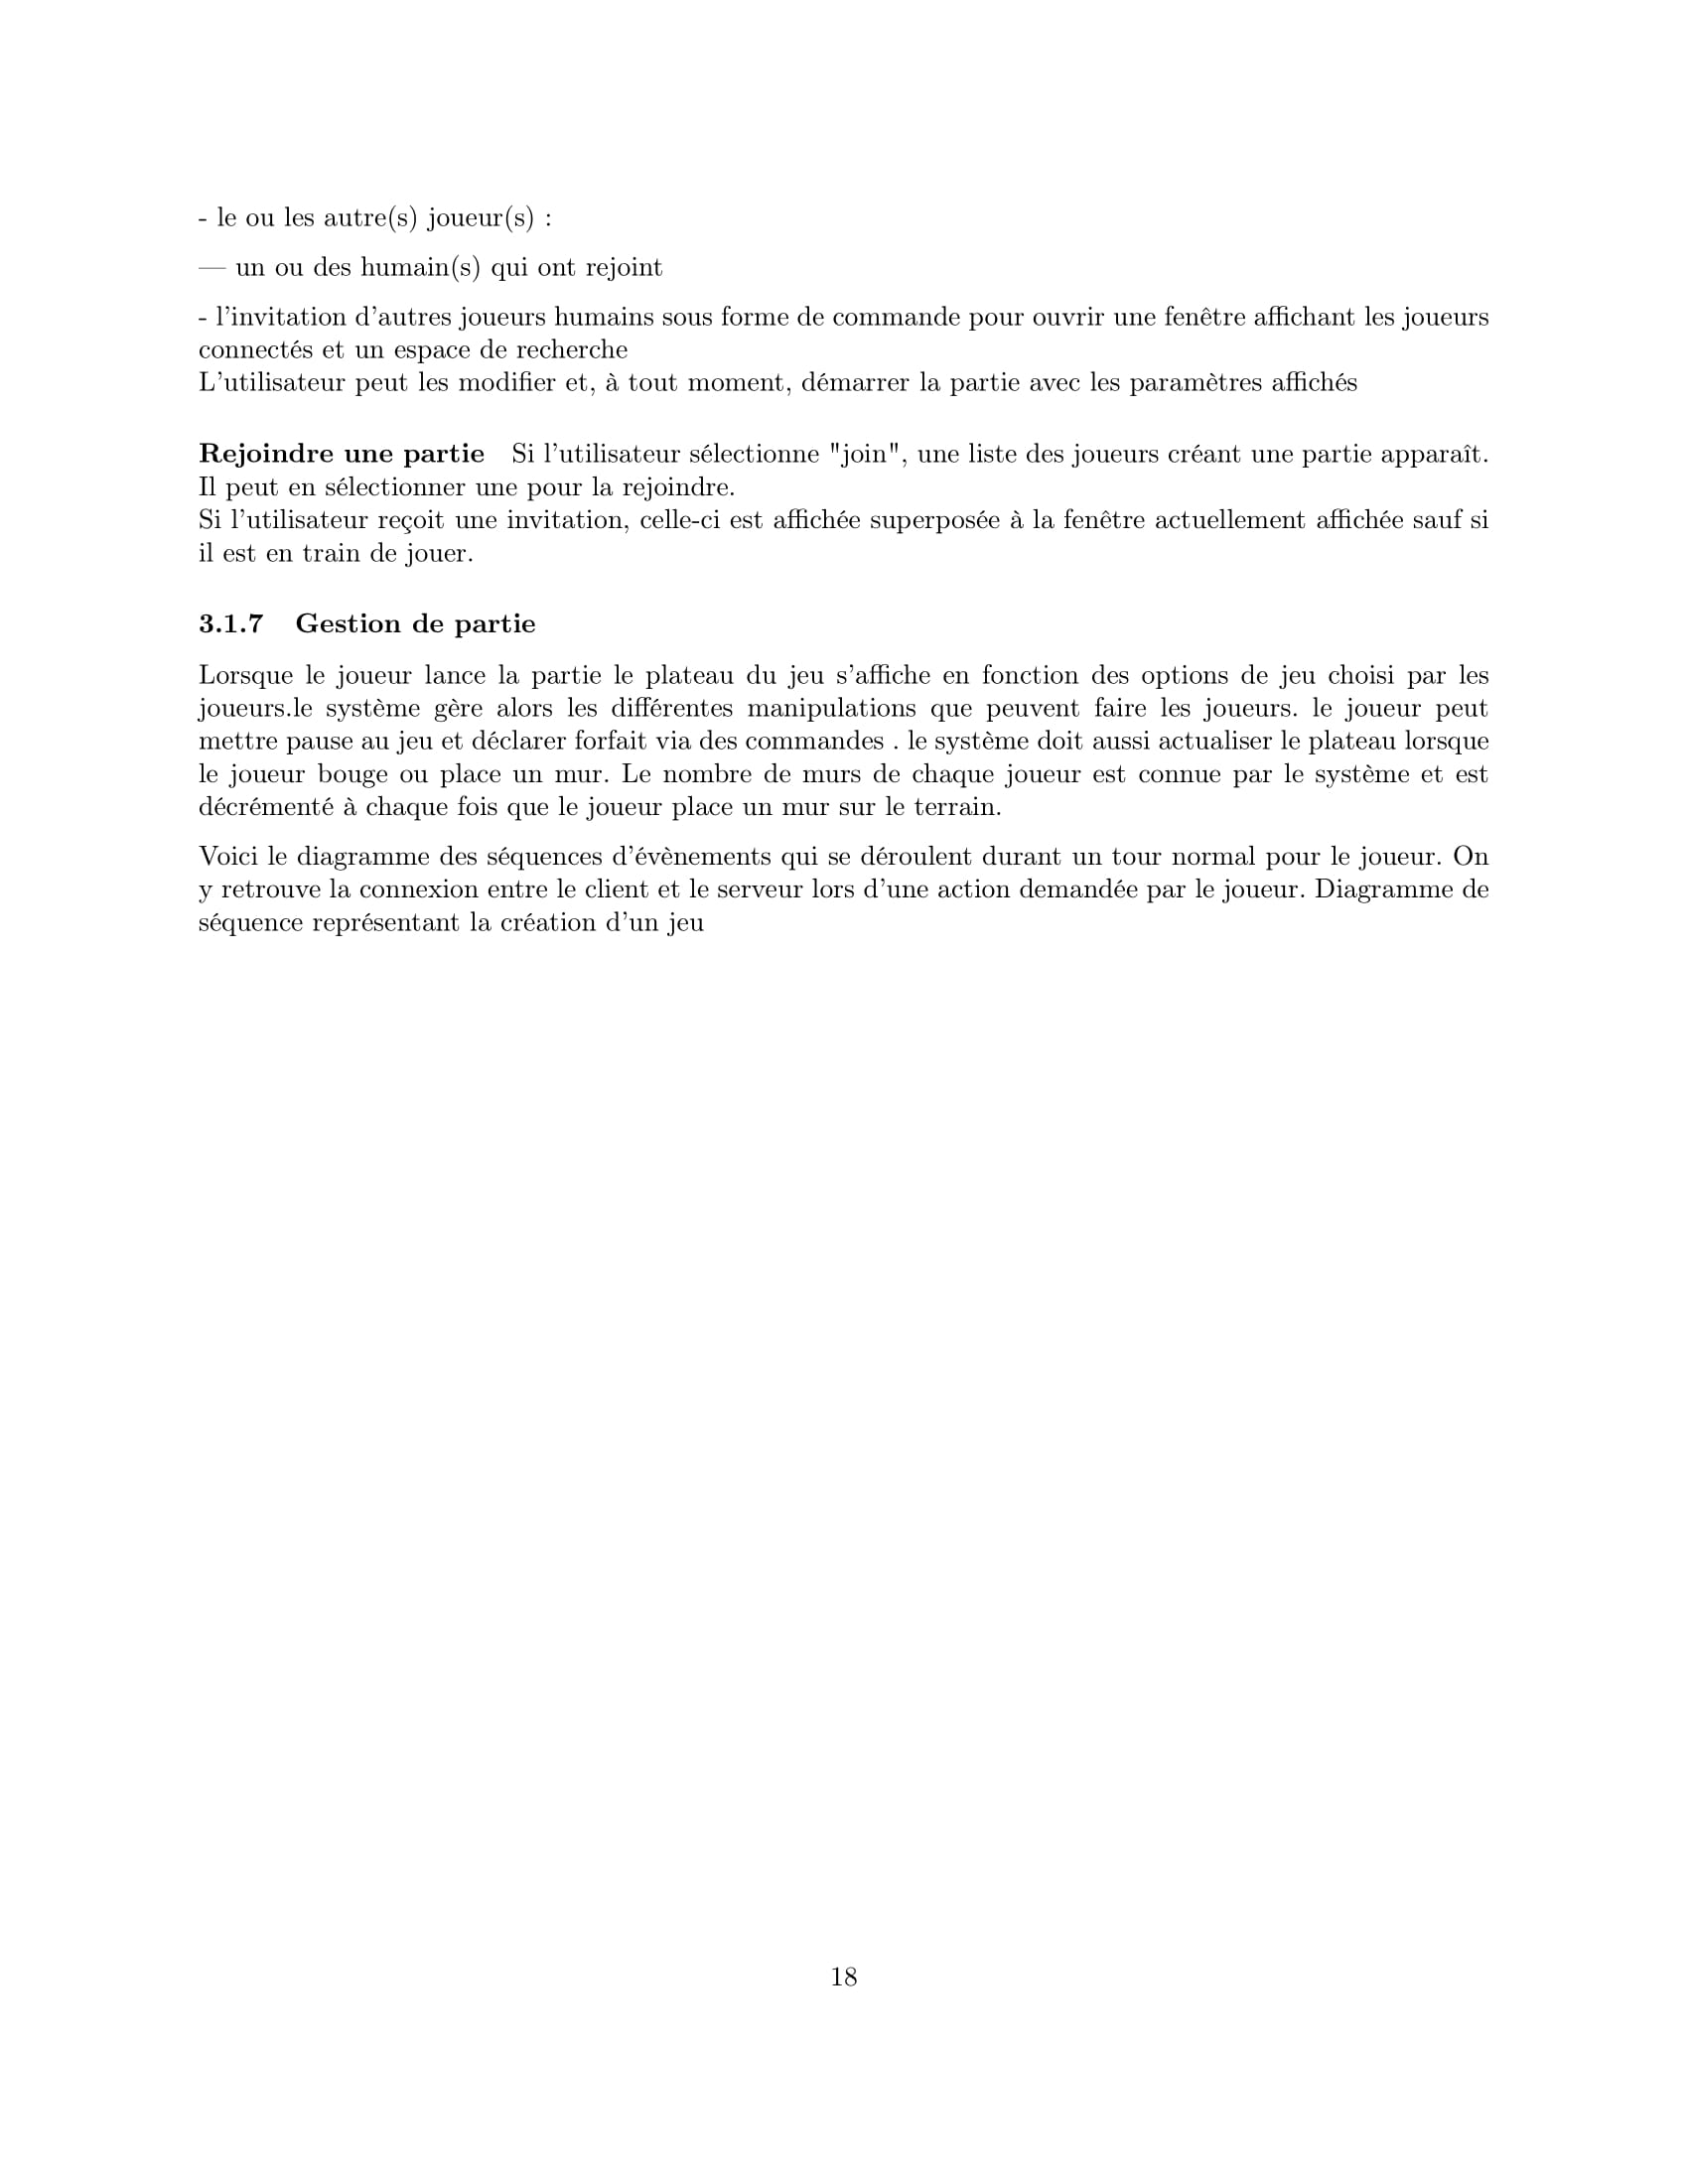 - le ou les autre(s) joueur(s) :
— un ou des humain(s) qui ont rejoint
- l'invitation d'autres joueurs humains sous forme de commande pour ouvrir une fenêtre affichant les joueurs
connectés et un espace de recherche
L'utilisateur peut les modifier et, à tout moment, démarrer la partie avec les paramètres affichés
Rejoindre une partie Si l'utilisateur sélectionne "join", une liste des joueurs créant une partie apparaît.
Il peut en sélectionner une pour la rejoindre.
Si l'utilisateur reçoit une invitation, celle-ci est affichée superposée à la fenêtre actuellement affichée sauf si
il est en train de jouer.
3.1.7 Gestion de partie
Lorsque le joueur lance la partie le plateau du jeu s'affiche en fonction des options de jeu choisi par les
joueurs.le système gère alors les différentes manipulations que peuvent faire les joueurs. le joueur peut
mettre pause au jeu et déclarer forfait via des commandes . le système doit aussi actualiser le plateau lorsque
le joueur bouge ou place un mur. Le nombre de murs de chaque joueur est connue par le système et est
décrémenté à chaque fois que le joueur place un mur sur le terrain.
Voici le diagramme des séquences d'évènements qui se déroulent durant un tour normal pour le joueur. On
y retrouve la connexion entre le client et le serveur lors d'une action demandée par le joueur. Diagramme de
séquence représentant la création d'un jeu
18